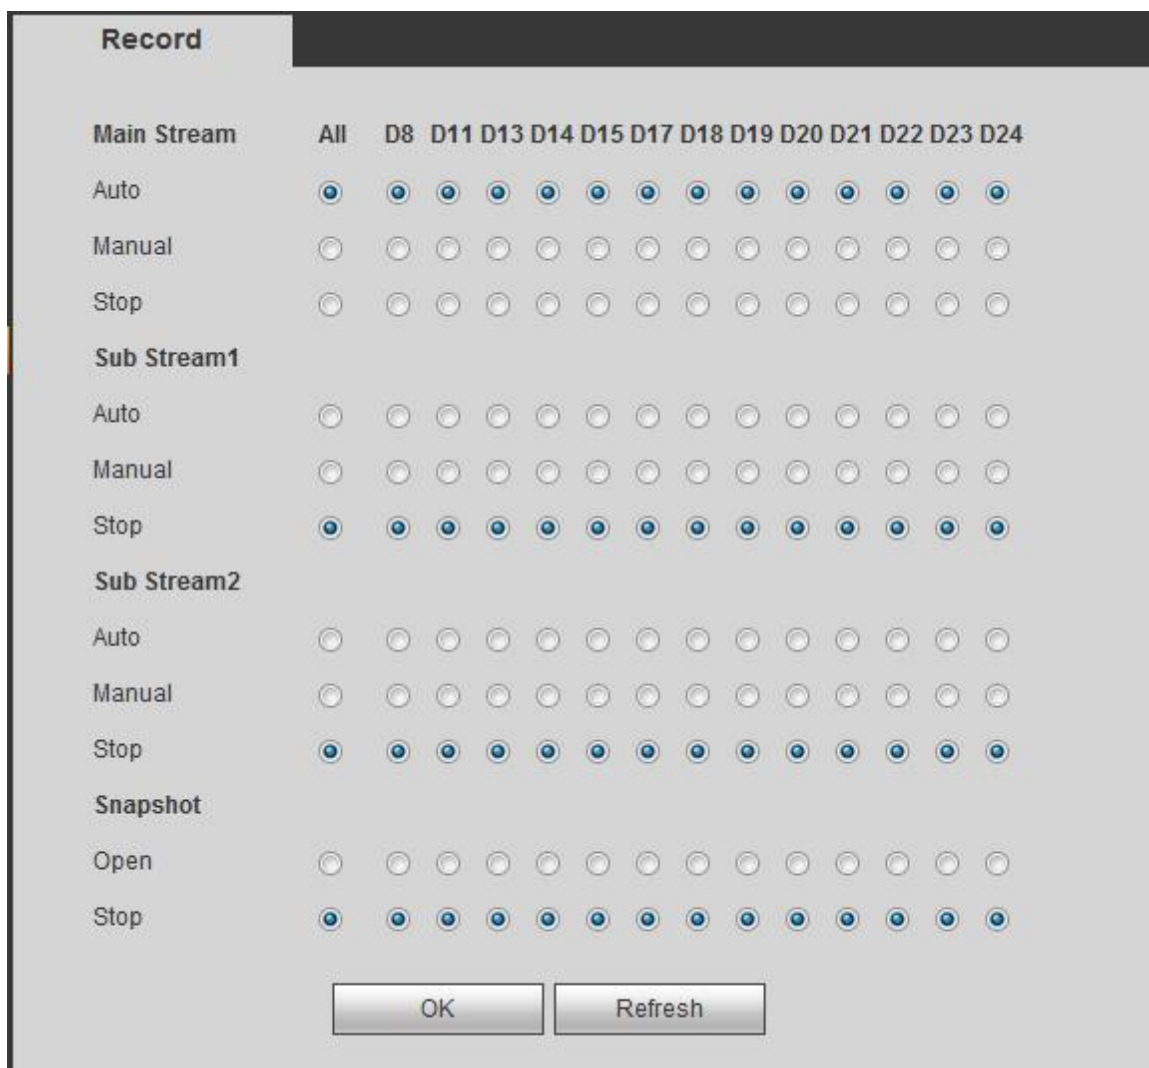 Record
Main Stream All D8 D11 D13 D14 D15 D17 D18 D19 D20 D21 D22 D23 D24
Auto
Manual
Stop
Sub Stream1
Auto
Manual
Stop
Sub Stream2
Auto
Manual
Stop
Snapshot
Open
Stop
OK Refresh